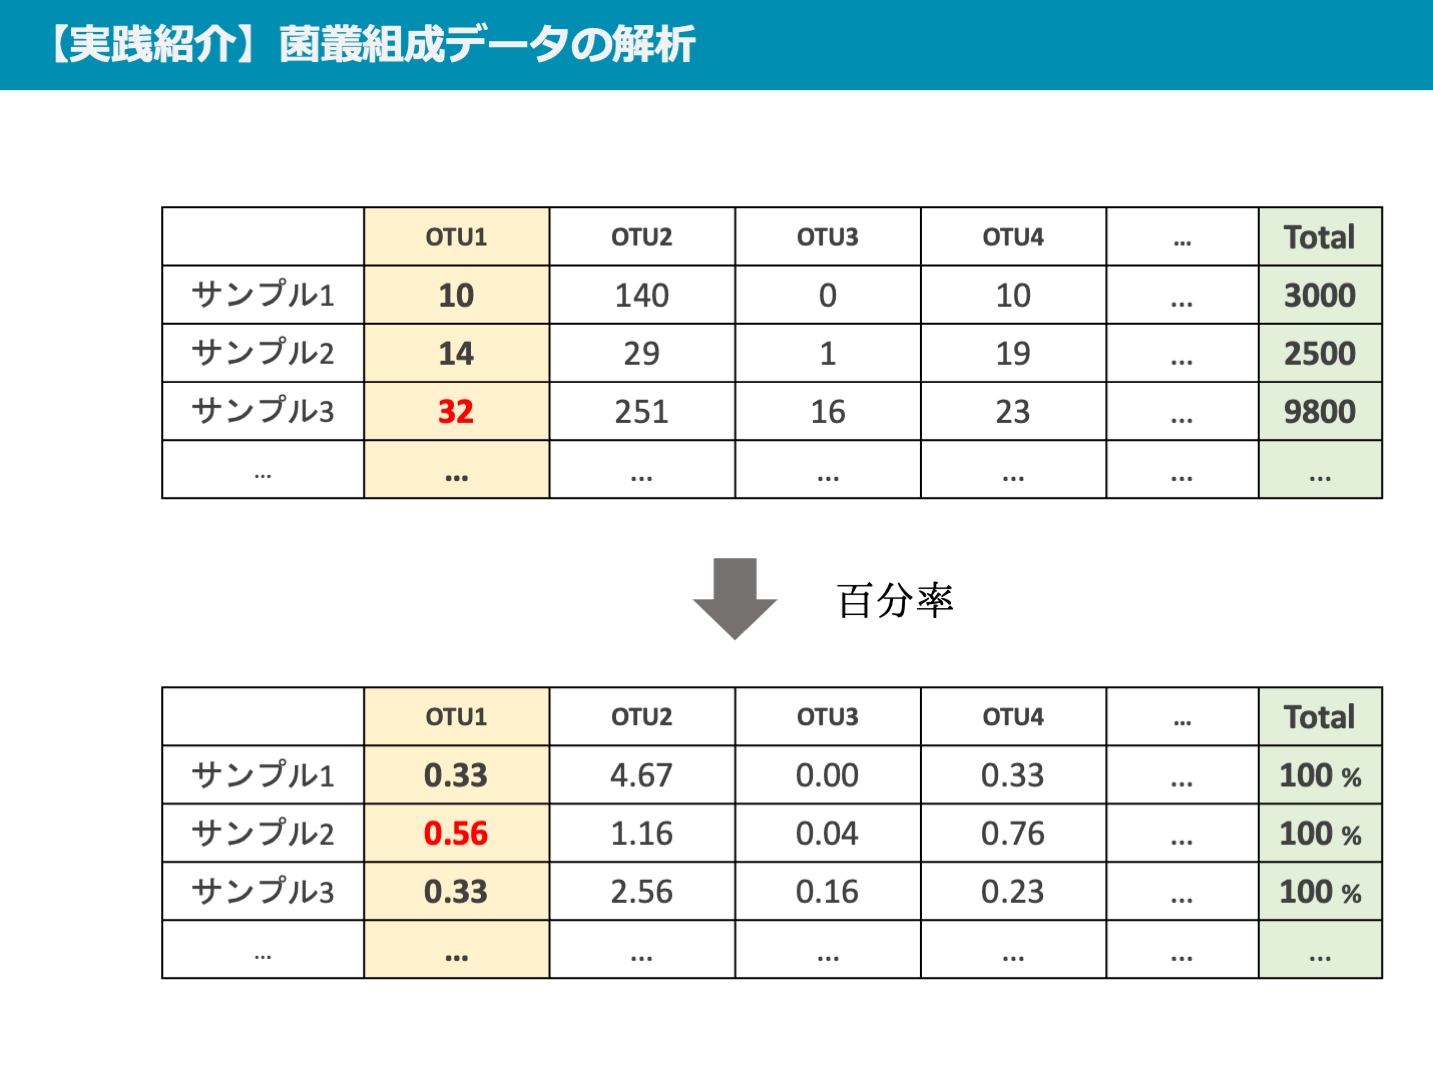 【実践紹介】菌叢組成データの解析
OTU1 OTU2 OTU3 OTU4 ... Total
サンプル1 10 140 0 10 ... 3000
サンプル2 14 29 1 19 ... 2500
サンプル3 32 251 16 23 ... 9800
... ... ... ... ... ... ...
百分率
OTU1 OTU2 OTU3 OTU4 ... Total
サンプル1 0.33 4.67 0.00 0.33 ... 100 %
サンプル2 0.56 1.16 0.04 0.76 ... 100 %
サンプル3 0.33 2.56 0.16 0.23 ... 100 %
... ... ... ... ... ... ...